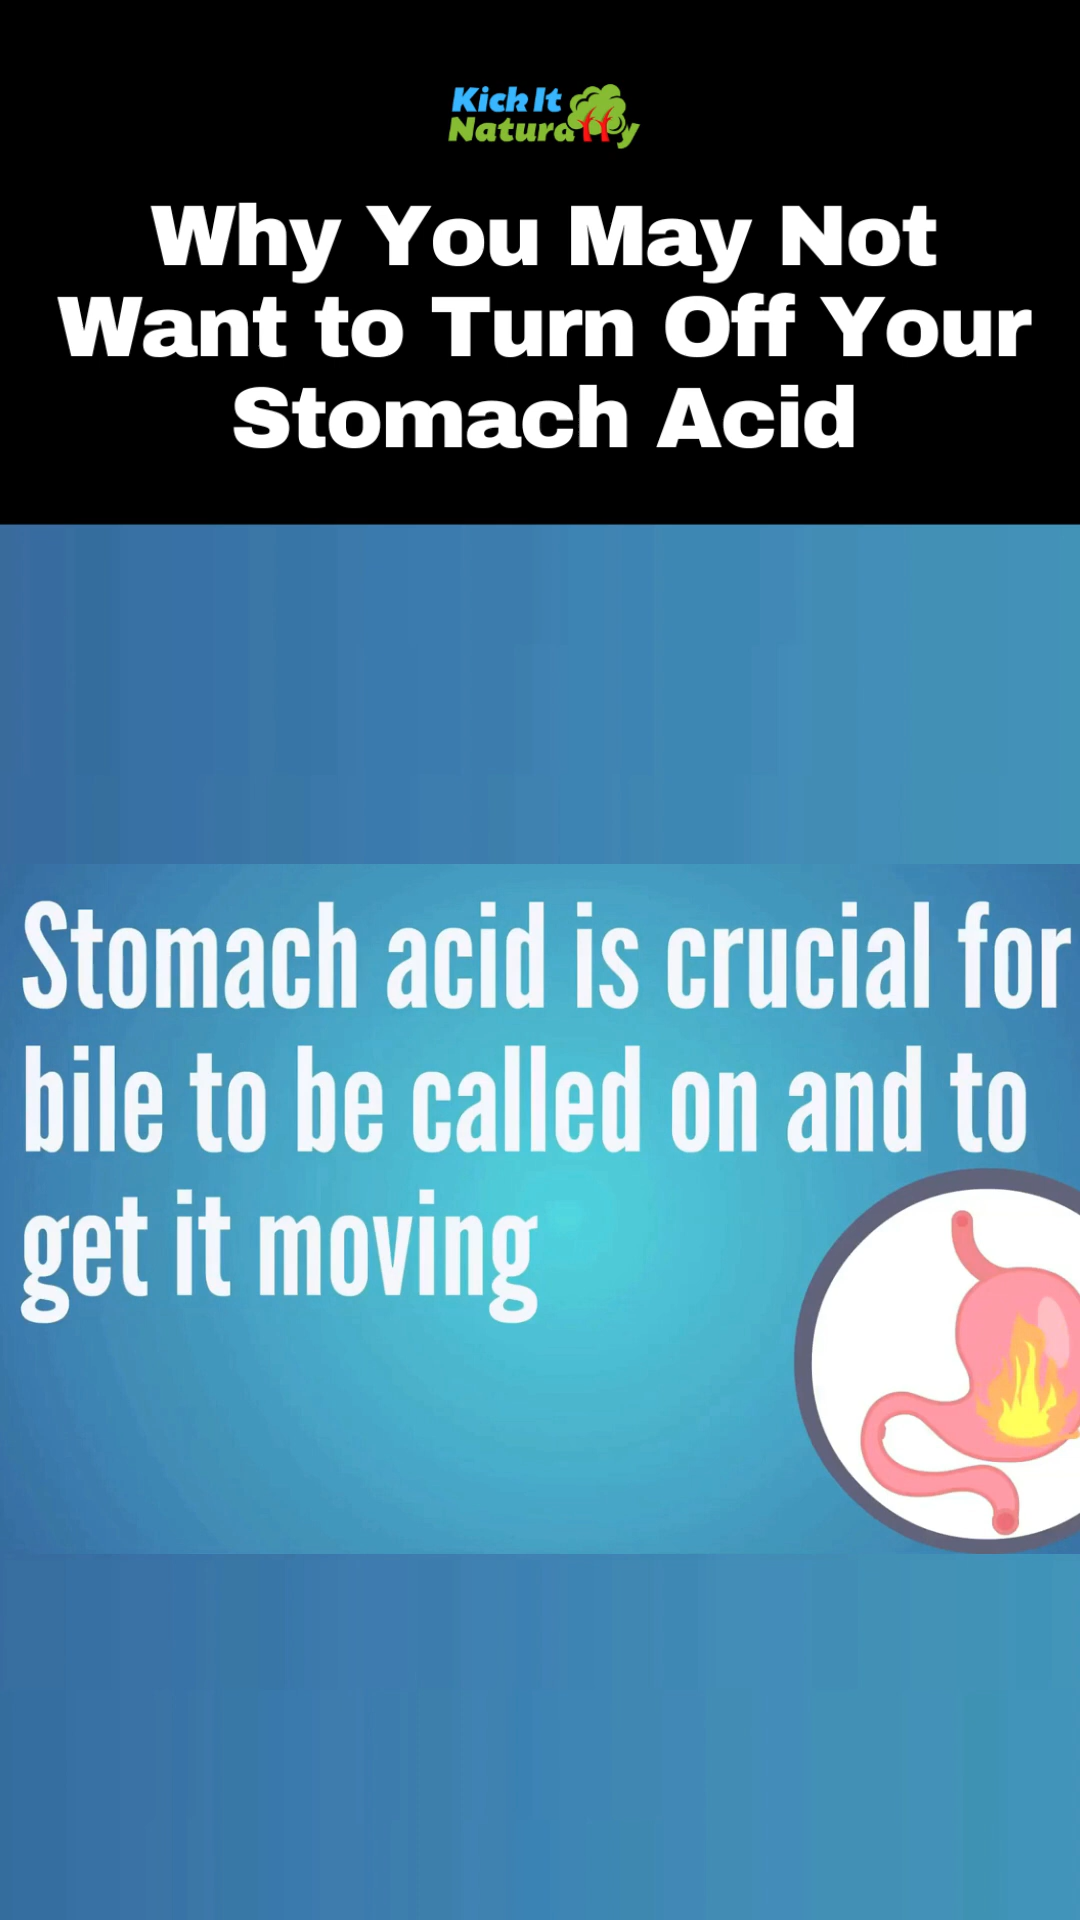 Kick It
Naturally
Why You May Not
Want to Turn Off Your
Stomach Acid
Stomach acid is crucial for
bile to be called on and to
get it moving